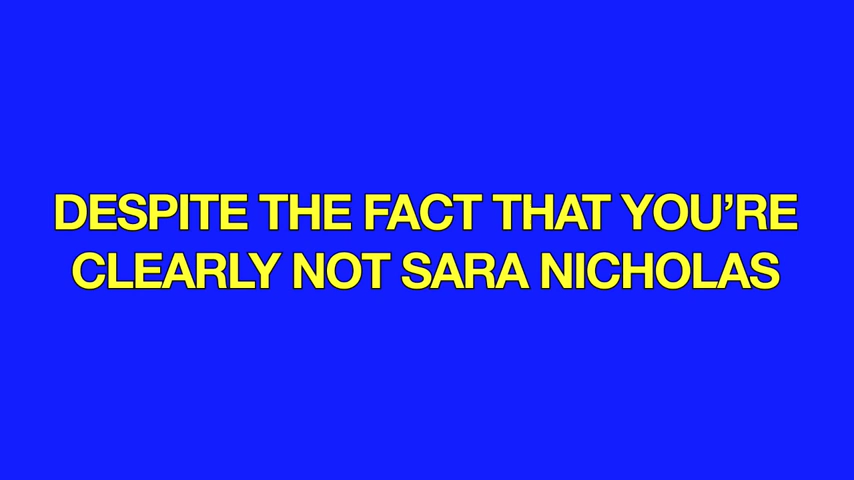 DESPITE THE FACT THAT YOU’RE
CLEARLY NOT SARA NICHOLAS